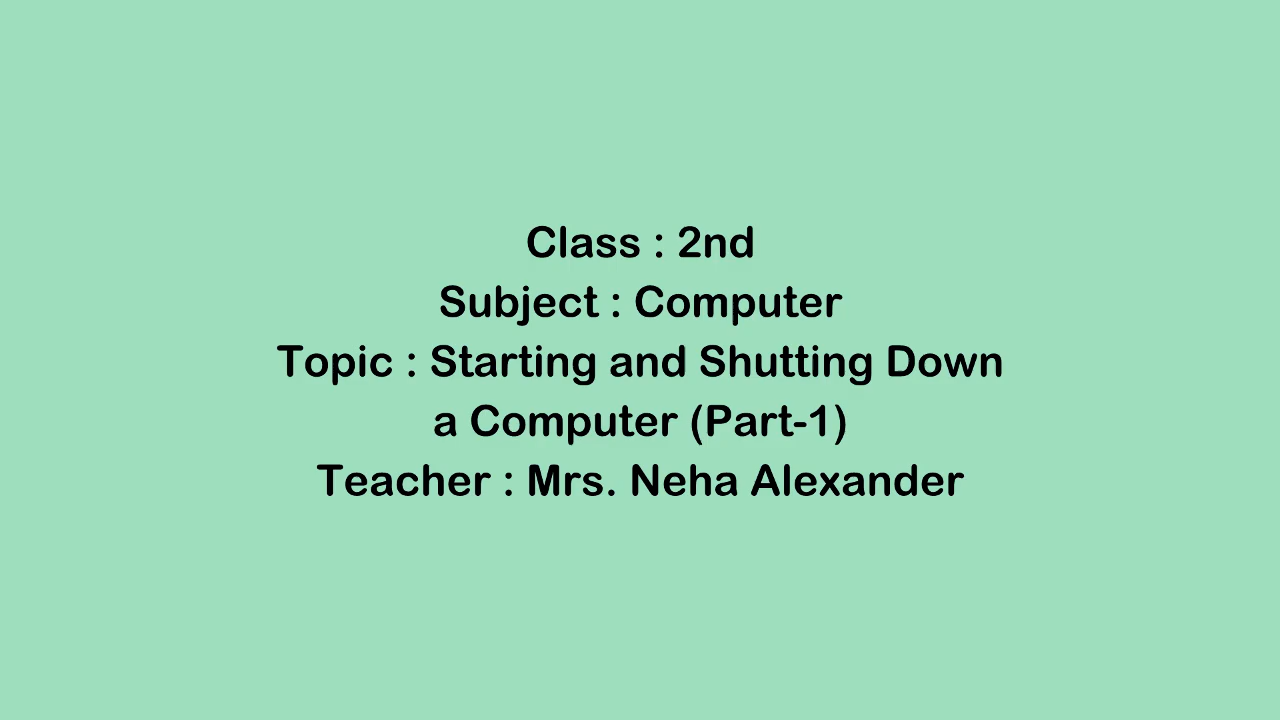 Class : 2nd
Subject : Computer
Topic : Starting and Shutting Down
a Computer (Part-1)
Teacher : Mrs. Neha Alexander